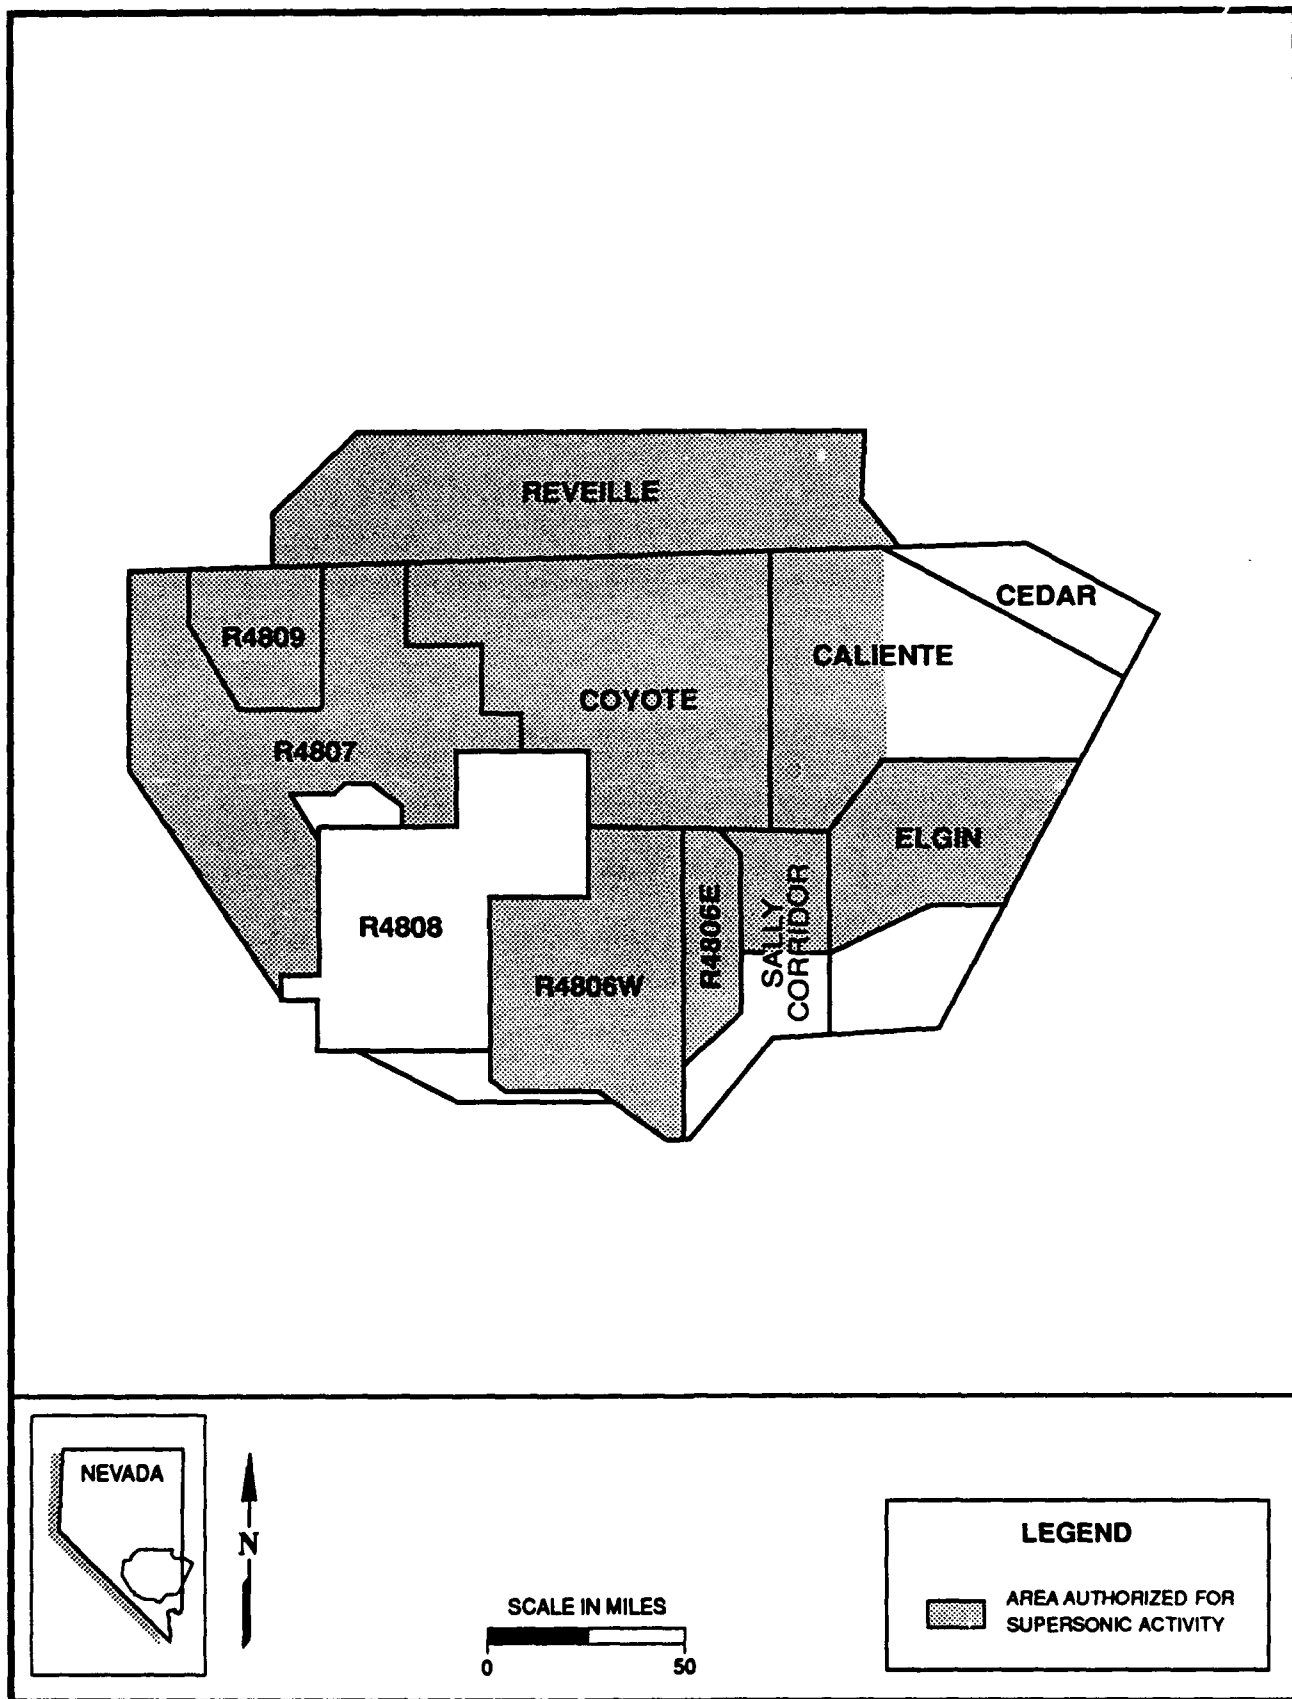 REVEILLE
CEDAR
R4809
CALIENTE
COYOTE
R4807
ELGIN
R4808
R4806E
SALLY
CORRIDOR
R4806W
NEVADA
N
SCALE IN MILES
0 50
LEGEND
AREA AUTHORIZED FOR
SUPERSONIC ACTIVITY